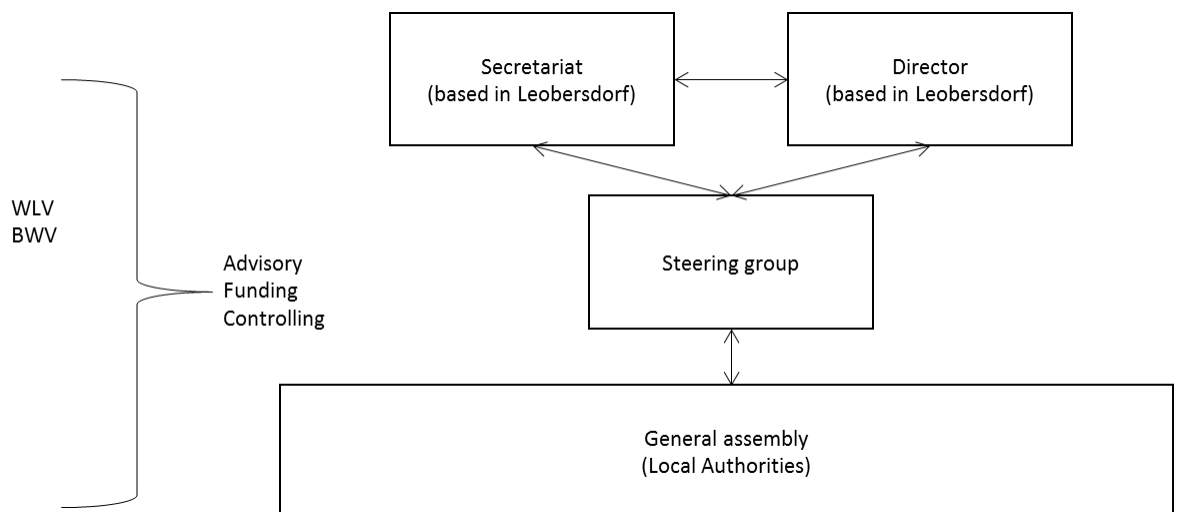 Secretariat
(based in Leobersdorf)
Director
(based in Leobersdorf)
WLV
BWV
Advisory
Funding
Controlling
Steering group
General assembly
(Local Authorities)